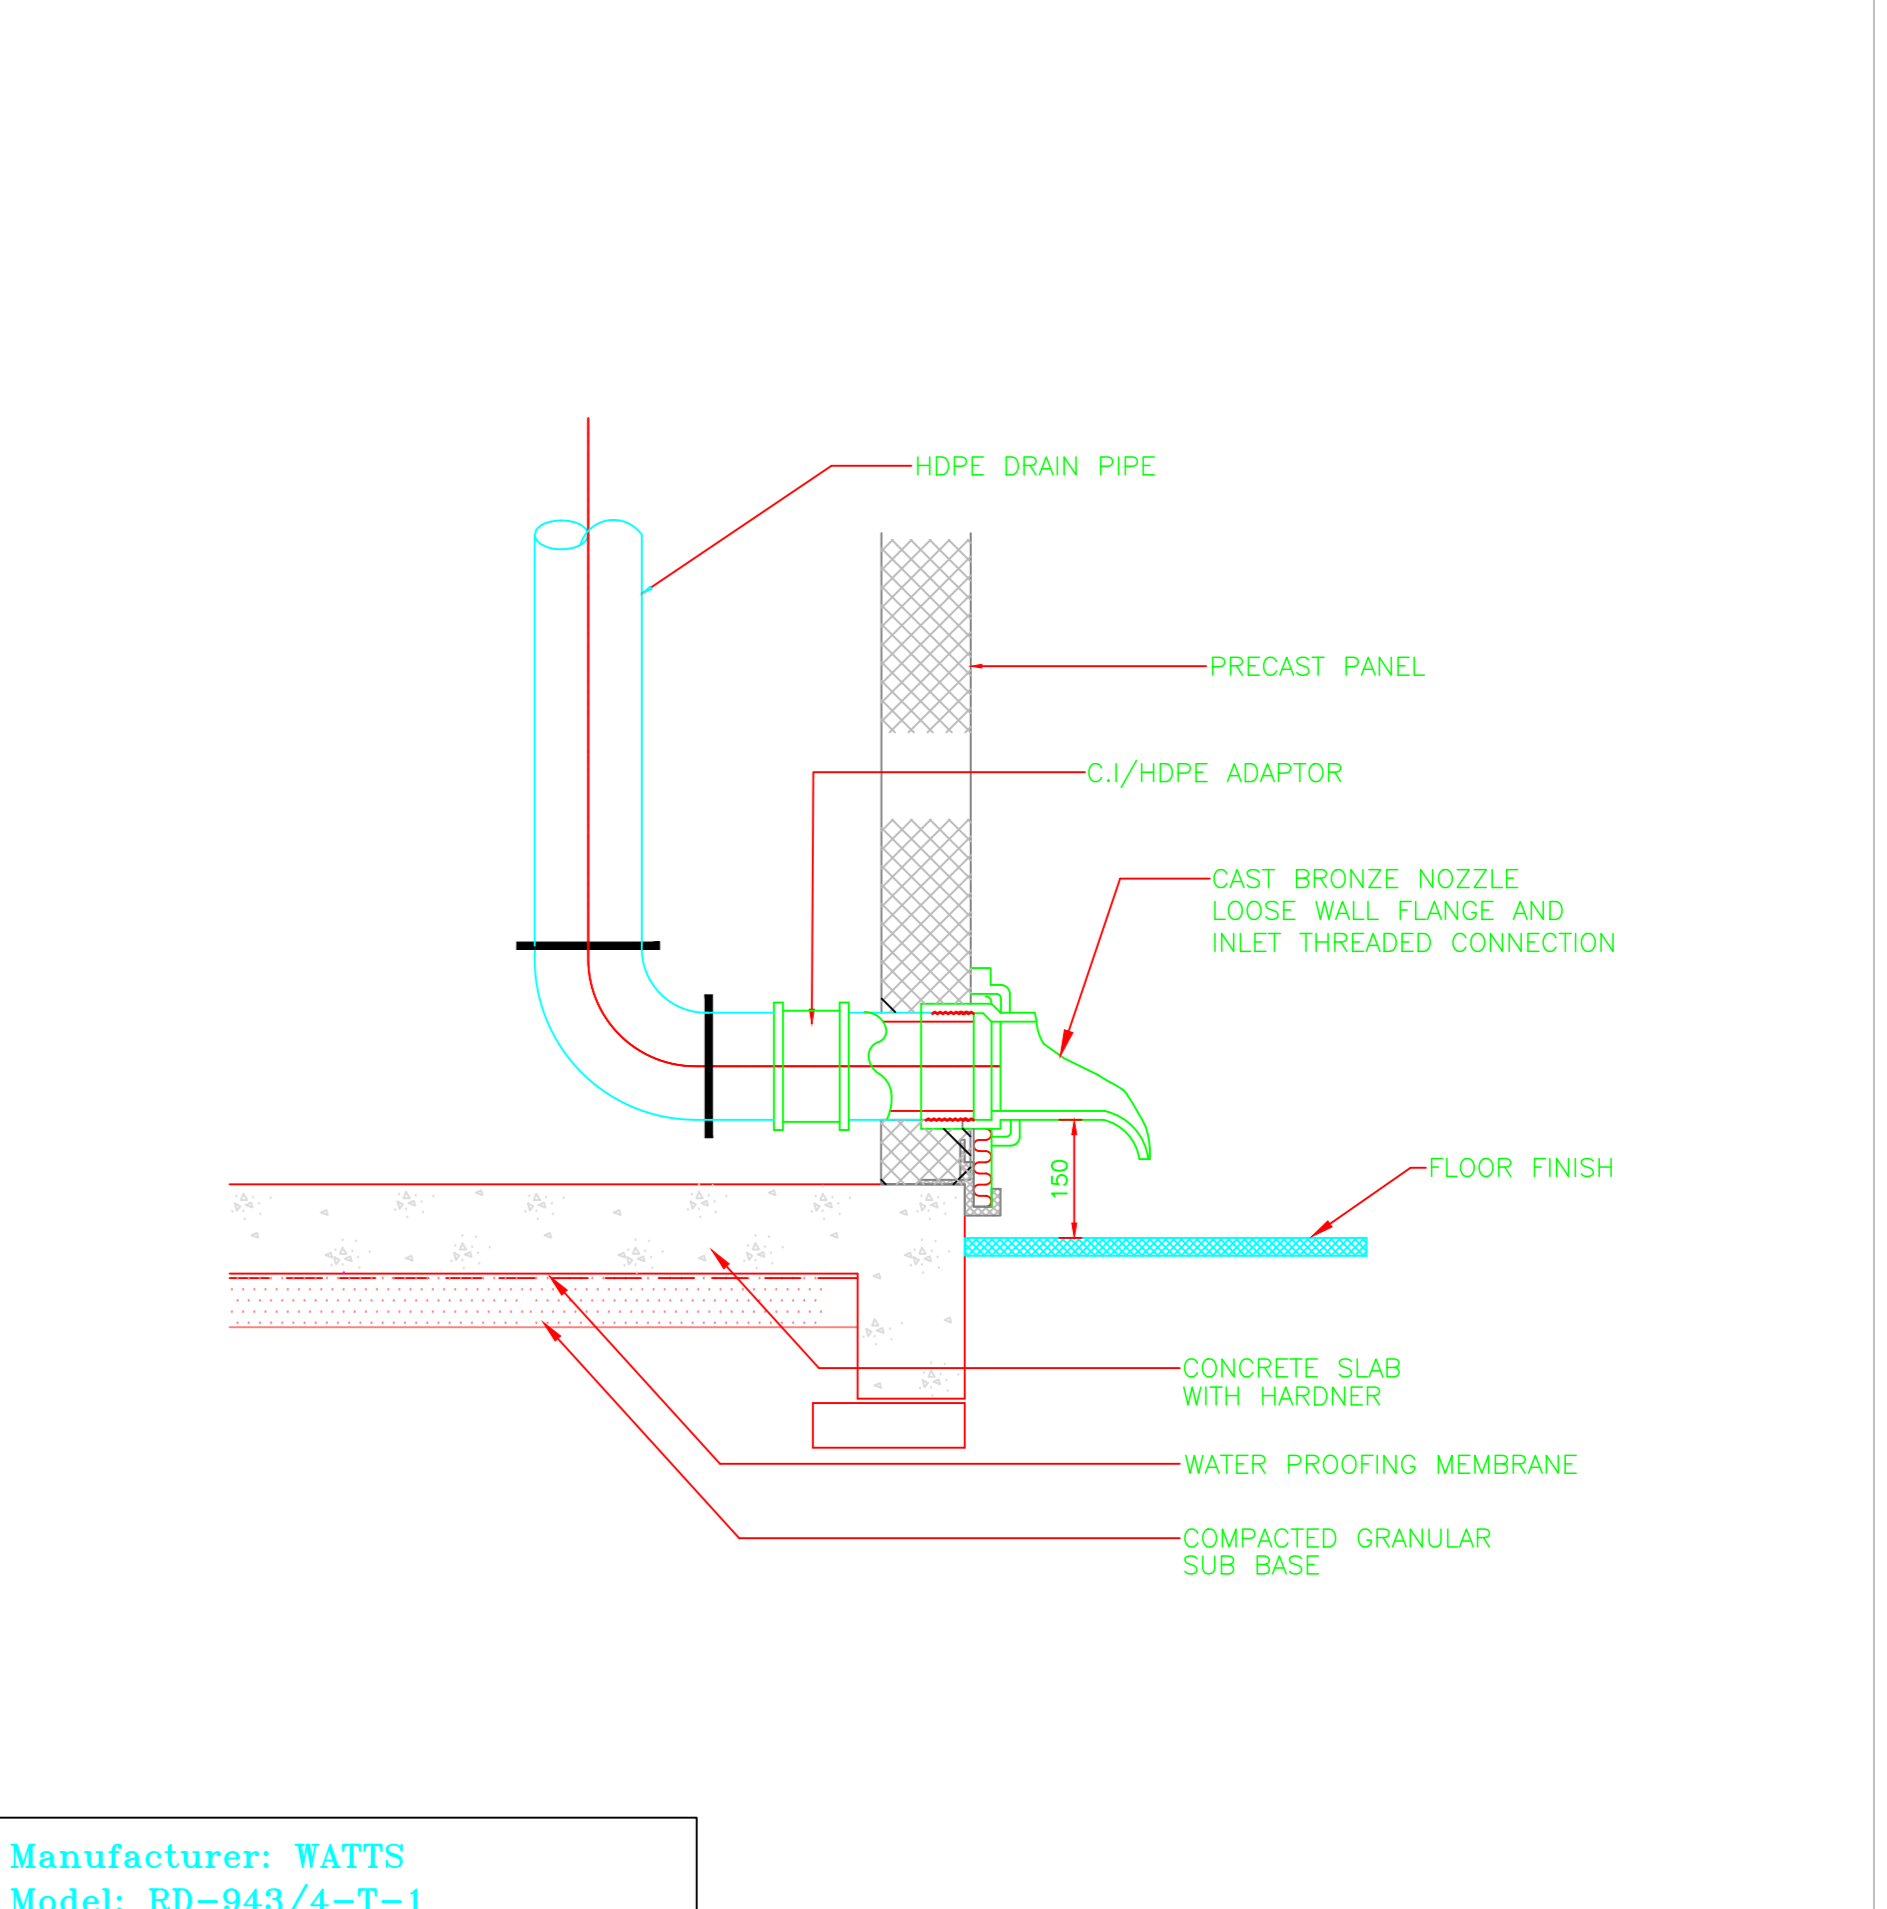 HDPE DRAIN PIPE
PRECAST PANEL
C.I/HDPE ADAPTOR
CAST BRONZE NOZZLE
LOOSE WALL FLANGE AND
INLET THREADED CONNECTION
150
FLOOR FINISH
CONCRETE SLAB
WITH HARDNER
WATER PROOFING MEMBRANE
COMPACTED GRANULAR
SUB BASE
Manufacturer: WATTS
Model: RD-943/4-T-1